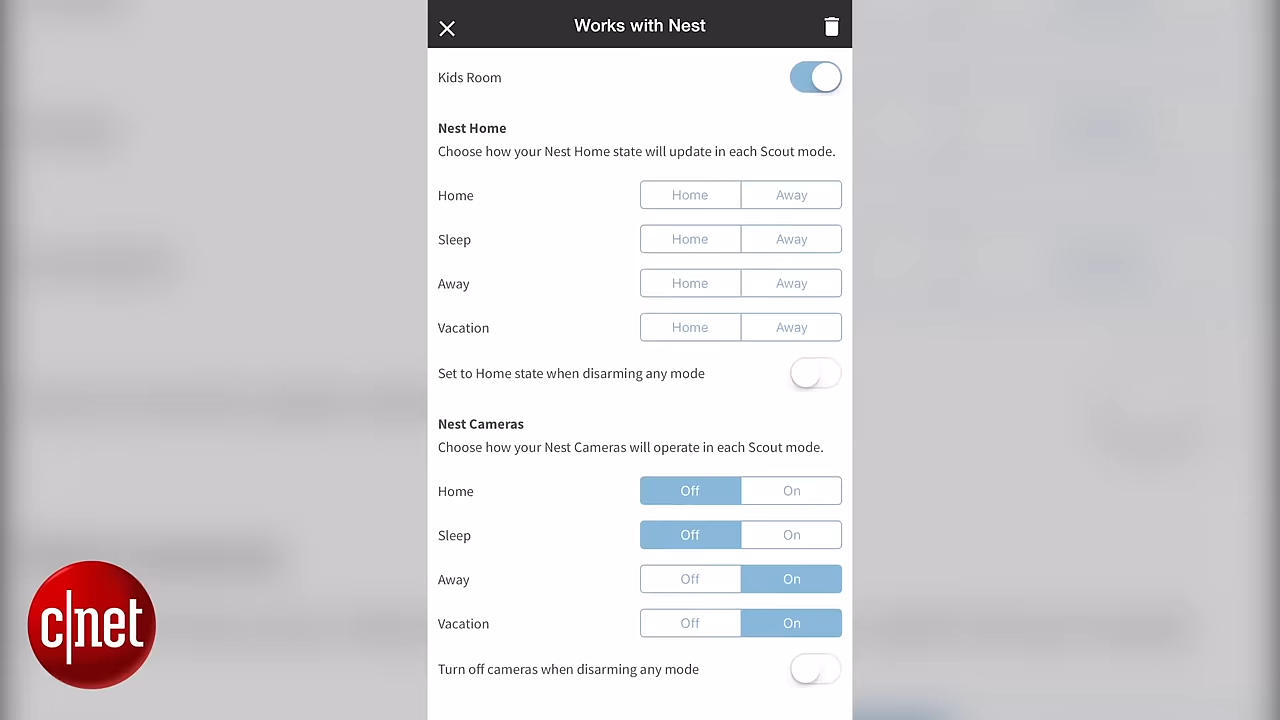 Works with Nest
Kids Room
Nest Home
Choose how your Nest Home state will update in each Scout mode.
Home Home Away
Sleep Home Away
Away Home Away
Vacation Home Away
Set to Home state when disarming any mode
Nest Cameras
Choose how your Nest Cameras will operate in each Scout mode.
Home Off On
Sleep Off On
Away Off On
Vacation Off On
Turn off cameras when disarming any mode
c|net